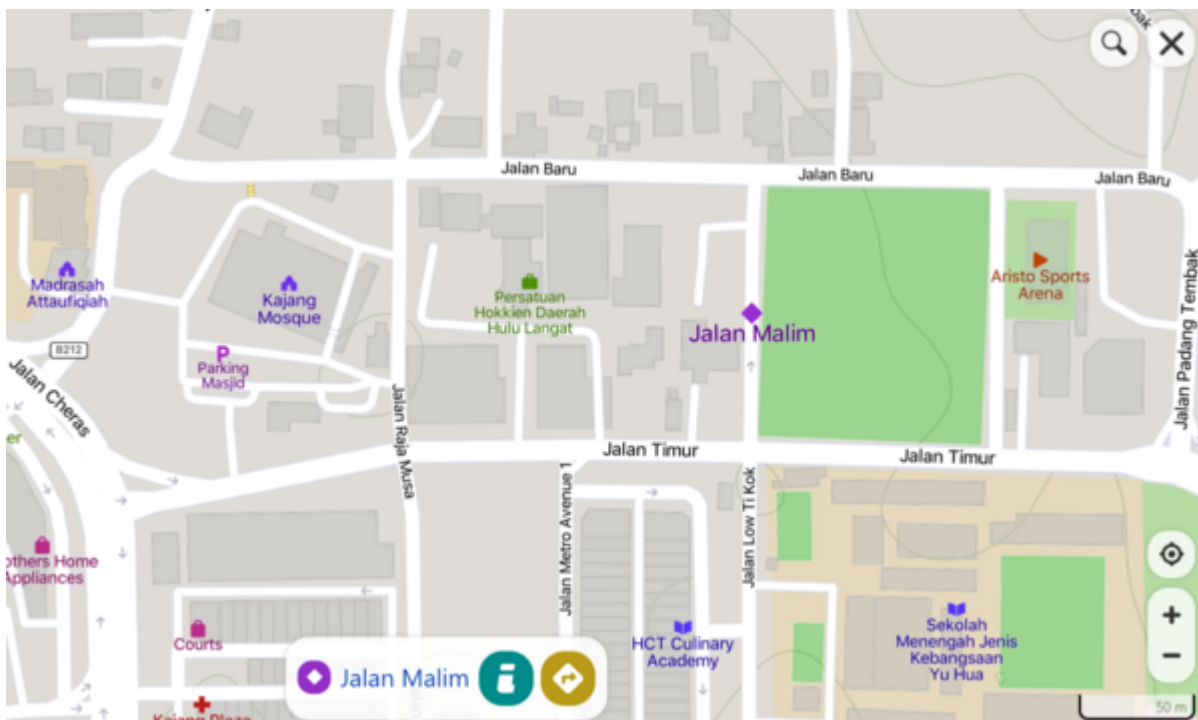 Jalan Baru
Jalan Baru
Jalan Baru
Madrasah
Attaufiqiah
Kajang
Mosque
Persatuan
Hokkien Daerah
Hulu Langat
Aristo Sports
Arena
Jalan Malim
B212
P
Parking
Masjid
Jalan Cheras
Jalan Raja Musa
Jalan Padang Tembak
Jalan Timur
Jalan Timur
Jalan Metro Avenue 1
Jalan Low Ti Kok
others Home
Appliances
Courts
HCT Culinary
Academy
Sekolah
Menengah Jenis
Kebangsaan
Yu Hua
Jalan Malim
i
+
−
50 m
Kajang Plaza